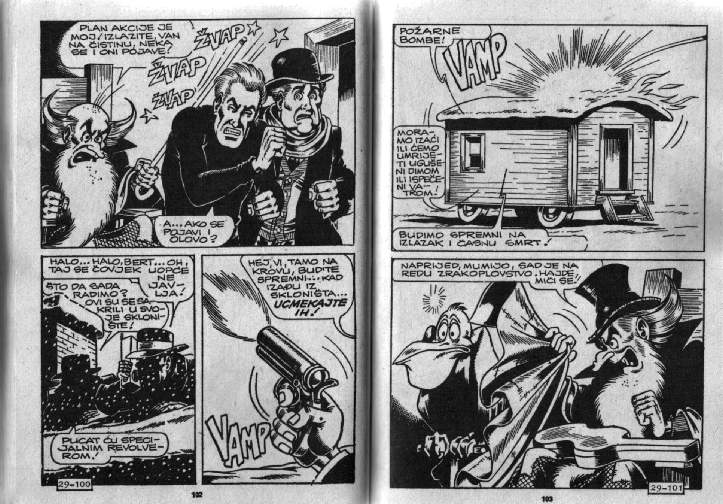 PLAN AKCIJE JE
MOJ! IZLAZITE, VAN
NA ČISTINU, NEKA
SE I ONI POJAVE!
ŽVAP
ŽVAP
ŽVAP
A... AKO SE
POJAVI I
OLOVO?
HALO... HALO, BERT... OH,
TAJ SE ČOVJEK UOPĆE
NE
JAV-
LJA!
ŠTO DA SADA
RADIMO?
OVI SU SE SA-
KRILI U SVO-
JE SKLONI-
ŠTE!
PUCAT ĆU SPECI-
JALNIM REVOLVE-
ROM!
29-100
HEJ, VI, TAMO NA
KROVU, BUDITE
SPREMNI... KAD
IZAĐU IZ
SKLONIŠTA...
UCMEKAJTE
IH!
VAMP
102
POŽARNE
BOMBE!
VAMP
MORA-
MO IZAĆI
ILI ĆEMO
UMRIJE-
TI UGUŠE-
NI DIMOM
ILI ISPEČE-
NI VA-
TROM!
BUDIMO SPREMNI NA
IZLAZAK I ČASNU SMRT!
NAPRIJED, MUMIJO, SAD JE NA
REDU ZRAKOPLOVSTVO. HAJDE!
MIČI SE!
29-101
103